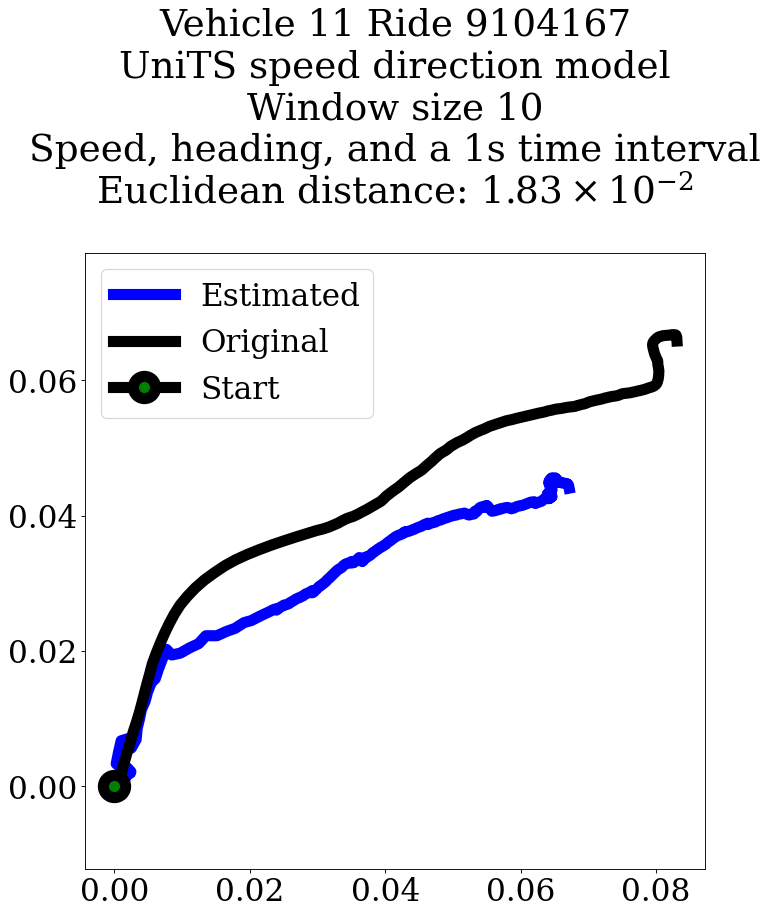 Vehicle 11 Ride 9104167
UniTS speed direction model
Window size 10
Speed, heading, and a 1s time interval
Euclidean distance: 1.83 × 10⁻²
Estimated
Original
Start
0.06
0.04
0.02
0.00
0.00 0.02 0.04 0.06 0.08